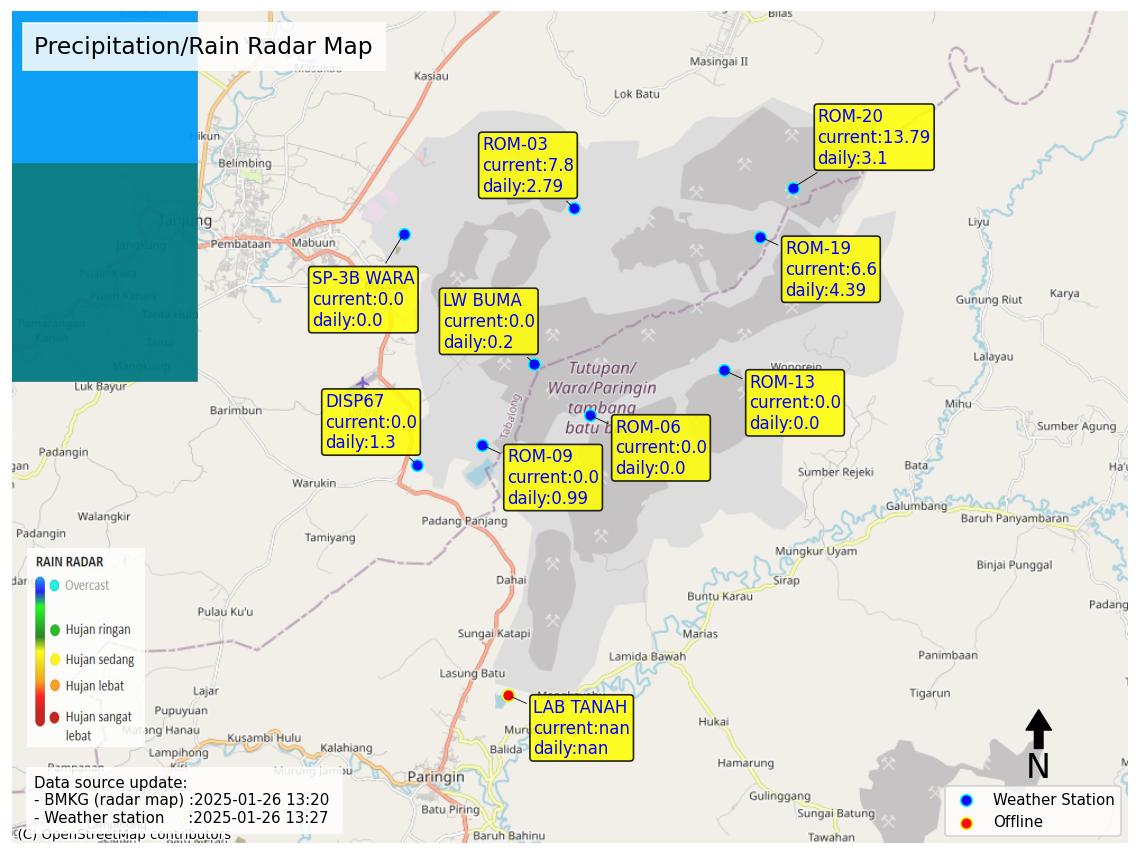 Precipitation/Rain Radar Map
Bilas
Masingai II
Kasiau
Masukau
Lok Batu
Hikun
Belimbing
Tanjung
Jangkung
Pembataan
Mabuun
Liyu
ROM-20
current:13.79
daily:3.1
ROM-03
current:7.8
daily:2.79
ROM-19
current:6.6
daily:4.39
SP-3B WARA
current:0.0
daily:0.0
LW BUMA
current:0.0
daily:0.2
Gunung Riut
Karya
Lalayau
Wonorejo
Tutupan/
Wara/Paringin
tambang
batu b
Tabalong
ROM-13
current:0.0
daily:0.0
DISP67
current:0.0
daily:1.3
ROM-06
current:0.0
daily:0.0
ROM-09
current:0.0
daily:0.99
Tanta Hulu
Pamarangan
Kanan
Tama
Mangkupum
Luk Bayur
Barimbun
Mihu
Sumber Agung
Bata
Sumber Rejeki
Warukin
Galumbang
Baruh Panyambaran
Padang Panjang
Walangkir
Padangin
Tamiyang
Mungkur Uyam
Binjai Punggal
Dahai
Sirap
Buntu Karau
Padang
Pulau Ku'u
Sungai Katapi
Marias
Lamida Bawah
Panimbaan
Lasung Batu
Tigarun
Lajar
Pupuyuan
Matang Hanau
Kusambi Hulu
Kalahiang
Lampihong
Kiri
Murung Jambu
Balida
Hukai
Hamarung
Paringin
Batu Piring
Baruh Bahinu
Gulinggang
Sungai Batung
Tawahan
LAB TANAH
current:nan
daily:nan
RAIN RADAR
Overcast
Hujan ringan
Hujan sedang
Hujan lebat
Hujan sangat
lebat
Data source update:
- BMKG (radar map) :2025-01-26 13:20
- Weather station :2025-01-26 13:27
(C) OpenStreetMap contributors
N
Weather Station
Offline